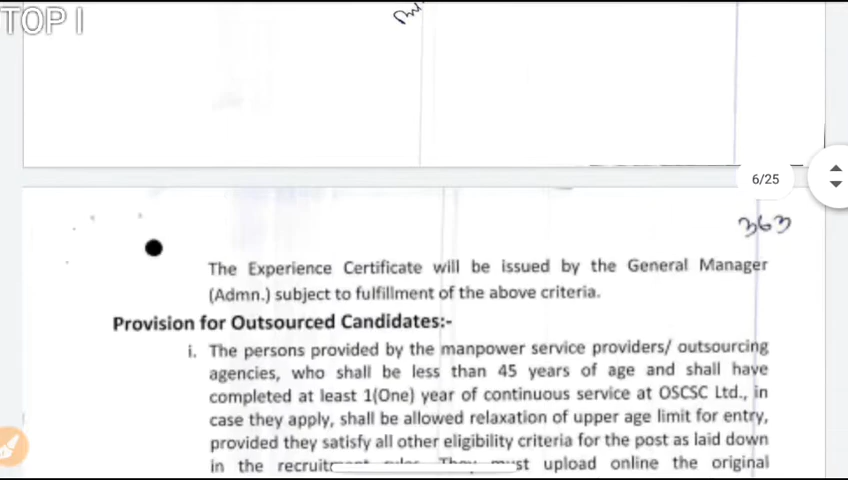 TOP I
6/25
363
The Experience Certificate will be issued by the General Manager
(Admn.) subject to fulfillment of the above criteria.
Provision for Outsourced Candidates:-
i. The persons provided by the manpower service providers/ outsourcing
agencies, who shall be less than 45 years of age and shall have
completed at least 1(One) year of continuous service at OSCSC Ltd., in
case they apply, shall be allowed relaxation of upper age limit for entry,
provided they satisfy all other eligibility criteria for the post as laid down
in the must upload online the original